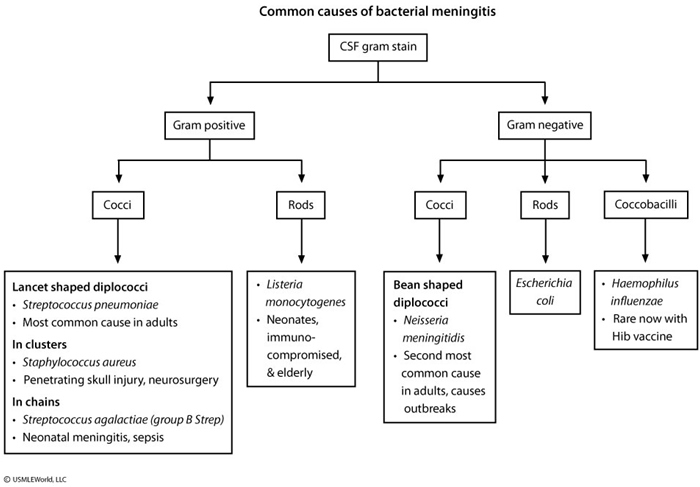 Common causes of bacterial meningitis
CSF gram stain
Gram positive
Gram negative
Cocci
Rods
Cocci
Rods
Coccobacilli
Lancet shaped diplococci
• Streptococcus pneumoniae
• Most common cause in adults
In clusters
• Staphylococcus aureus
• Penetrating skull injury, neurosurgery
In chains
• Streptococcus agalactiae (group B Strep)
• Neonatal meningitis, sepsis
• Listeria
monocytogenes
• Neonates,
immuno-
compromised,
& elderly
Bean shaped
diplococci
• Neisseria
meningitidis
• Second most
common cause
in adults, causes
outbreaks
Escherichia
coli
• Haemophilus
influenzae
• Rare now with
Hib vaccine
© USMLEWorld, LLC